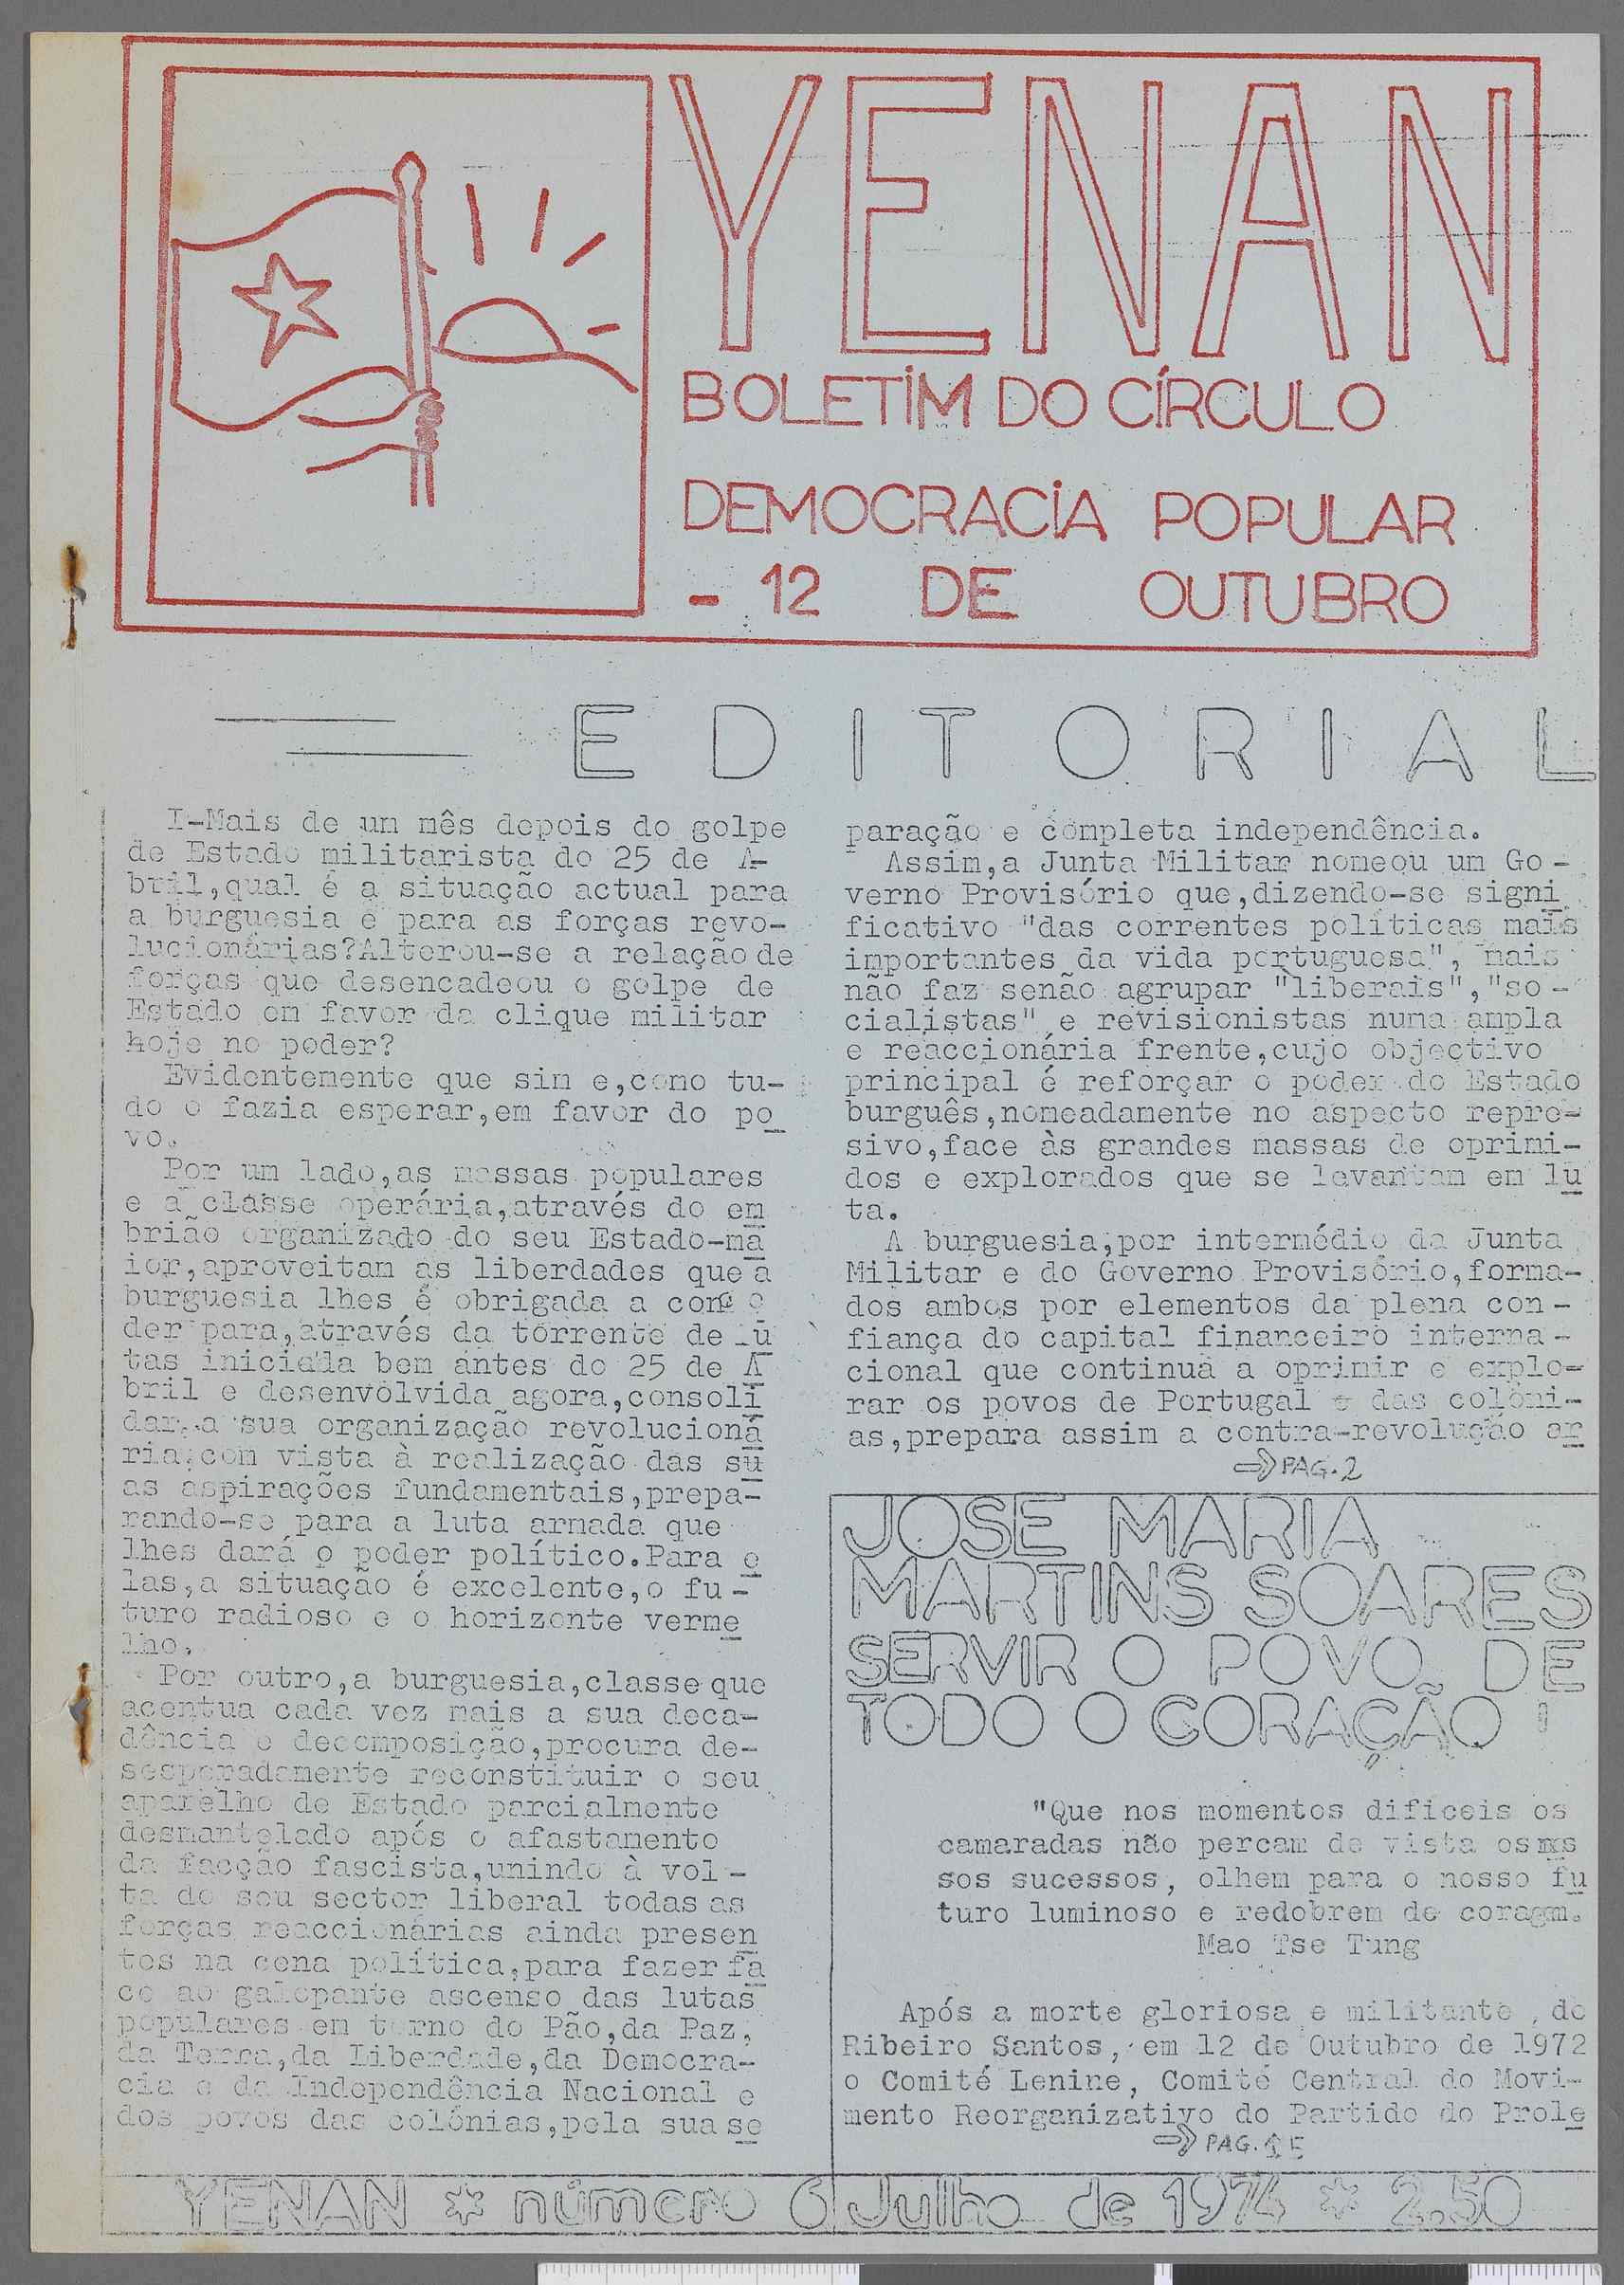 YENAN
BOLETIM DO CÍRCULO
DEMOCRACIA POPULAR
- 12 DE OUTUBRO
EDITORIAL
I-Mais de um mês depois do golpe
de Estado militarista do 25 de A-
bril,qual é a situação actual para
a burguesia e para as forças revo-
lucionárias?Alterou-se a relação de
forças que desencadeou o golpe de
Estado em favor da clique militar
hoje no poder?
Evidentemente que sim e,como tu-
do o fazia esperar,em favor do po
vo.
Por um lado,as massas populares
e a classe operária,através do em
brião organizado do seu Estado-ma
ior,aproveitam as liberdades que a
burguesia lhes é obrigada a
der para,através da torrente de lu
tas iniciada bem antes do 25 de A
bril e desenvolvida agora,consoli
dar a sua organização revolucioná
ria,com vista à realização das su
as aspirações fundamentais,prepa-
rando-se para a luta armada que
lhes dará o poder político.Para e
las,a situação é excelente,o fu-
turo radioso e o horizonte verme
lho.
Por outro,a burguesia,classe que
acentua cada vez mais a sua deca-
dência e decomposição,procura de-
sesperadamente reconstituir o seu
aparelho de Estado parcialmente
desmantelado após o afastamento
da facção fascista,unindo à vol-
ta do seu sector liberal todas as
forças reaccionárias ainda presen
tes na cena política,para fazer fa
ce ao galopante ascenso das lutas
populares em torno do Pão,da Paz,
da Terra,da Liberdade,da Democra-
cia e da Independência Nacional e
dos povos das colónias,pela sua se
paração e completa independência.
Assim,a Junta Militar nomeou um Go-
verno Provisório que,dizendo-se signi
ficativo "das correntes políticas mais
importantes da vida portuguesa", mais
não faz senão agrupar "liberais","so-
cialistas" e revisionistas numa ampla
e reaccionária frente,cujo objectivo
principal é reforçar o poder do Estado
burguês,nomeadamente no aspecto repre-
sivo,face às grandes massas de oprimi-
dos e explorados que se levantam em lu
ta.
A burguesia,por intermédio da Junta
Militar e do Governo Provisório,forma-
dos ambos por elementos da plena con-
fiança do capital financeiro interna-
cional que continua a oprimir e explo-
rar os povos de Portugal e das colóni-
as,prepara assim a contra-revolução ar
⇒ PAG. 2
JOSE MARIA
MARTINS SOARES
SERVIR O POVO DE
TODO O CORAÇÃO!
"Que nos momentos difíceis os
camaradas não percam de vista os nos
sos sucessos, olhem para o nosso fu
turo luminoso e redobrem de coragem.
Mao Tse Tung
Após a morte gloriosa e militante, de
Ribeiro Santos, em 12 de Outubro de 1972
o Comité Lenine, Comité Central do Movi-
mento Reorganizativo do Partido do Prole
⇒ PAG. 15
YENAN * número 6 Julho de 1974 * 2.50